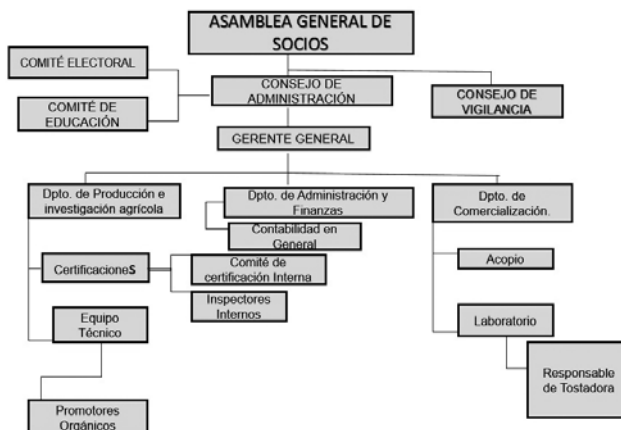 ASAMBLEA GENERAL DE
SOCIOS
COMITÉ ELECTORAL
CONSEJO DE
ADMINISTRACIÓN
CONSEJO DE
VIGILANCIA
COMITÉ DE
EDUCACIÓN
GERENTE GENERAL
Dpto. de Producción e
investigación agrícola
Dpto. de Administración y
Finanzas
Dpto. de
Comercialización.
Contabilidad en
General
CertificacioneS
Comité de
certificación Interna
Acopio
Inspectores
Internos
Equipo
Técnico
Laboratorio
Responsable
de Tostadora
Promotores
Orgánicos